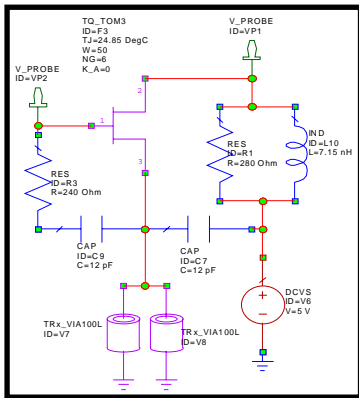 TQ_TOM3
ID=F3
TJ=24.85 DegC
W=50
NG=6
K_A=0
V_PROBE
ID=VP1
V_PROBE
ID=VP2
2
1
3
RES
ID=R3
R=240 Ohm
RES
ID=R1
R=280 Ohm
IND
ID=L10
L=7.15 nH
CAP
ID=C9
C=12 pF
CAP
ID=C7
C=12 pF
DCVS
ID=V6
V=5 V
+
-
TRx_VIA100L
ID=V7
TRx_VIA100L
ID=V8